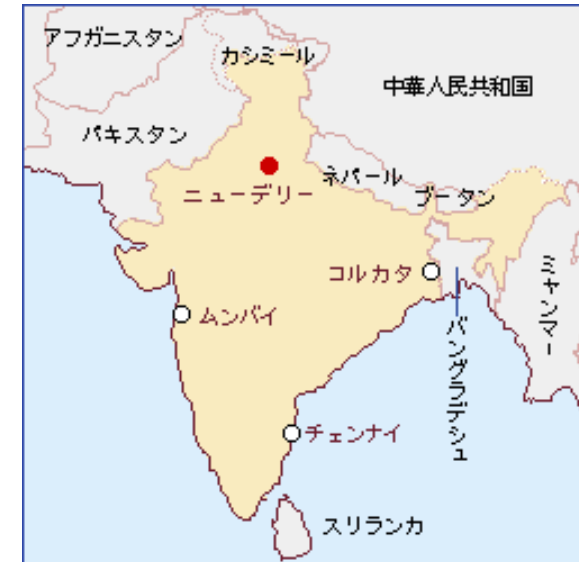 アフガニスタン
カシミール
中華人民共和国
パキスタン
ネパール
ブータン
ニューデリー
コルカタ
ミャンマー
ムンバイ
バングラデシュ
チェンナイ
スリランカ